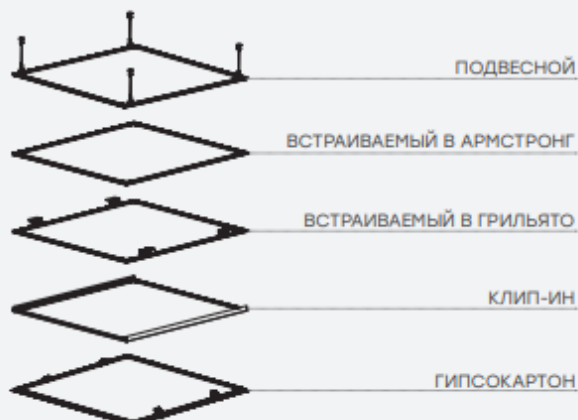 ПОДВЕСНОЙ
ВСТРАИВАЕМЫЙ В АРМСТРОНГ
ВСТРАИВАЕМЫЙ В ГРИЛЬЯТО
КЛИП-ИН
ГИПСОКАРТОН